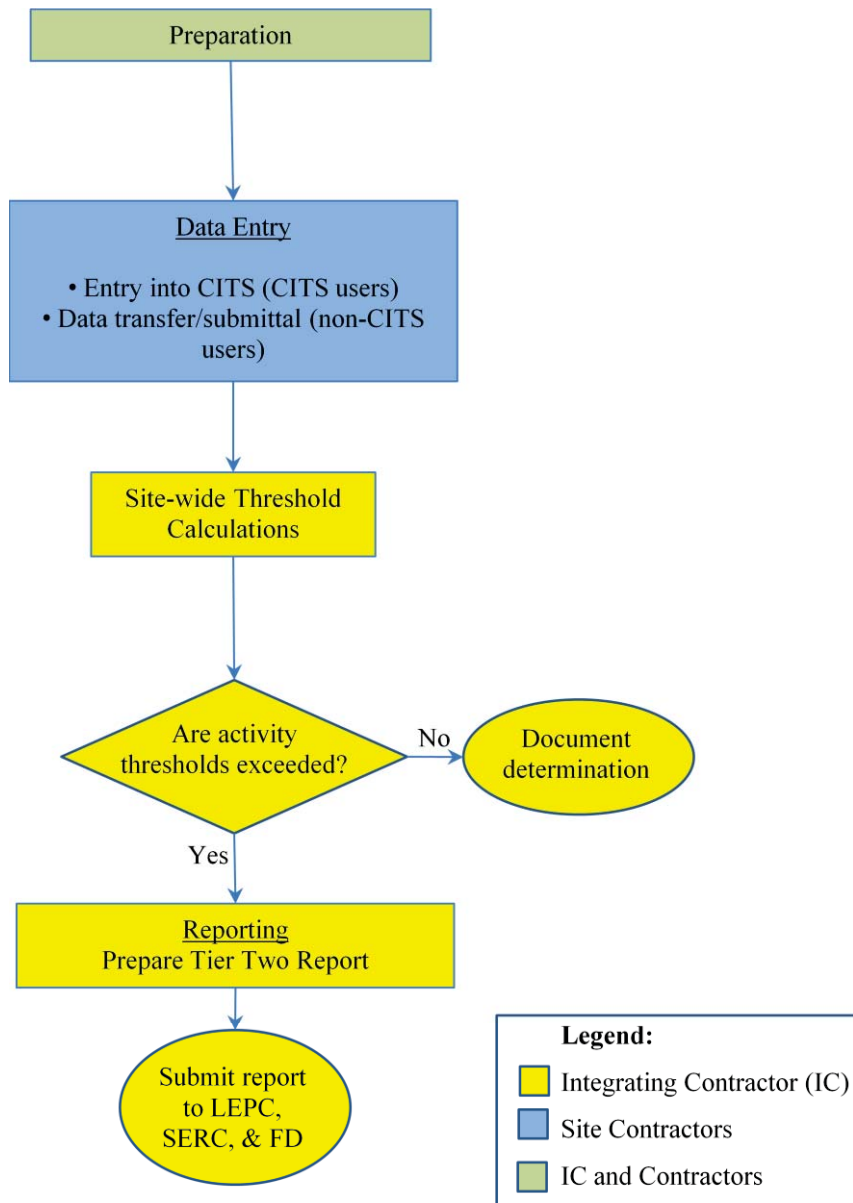 Preparation
Data Entry
• Entry into CITS (CITS users)
• Data transfer/submittal (non-CITS
users)
Site-wide Threshold
Calculations
Are activity
thresholds exceeded?
No
Document
determination
Yes
Reporting
Prepare Tier Two Report
Submit report
to LEPC,
SERC, & FD
Legend:
Integrating Contractor (IC)
Site Contractors
IC and Contractors